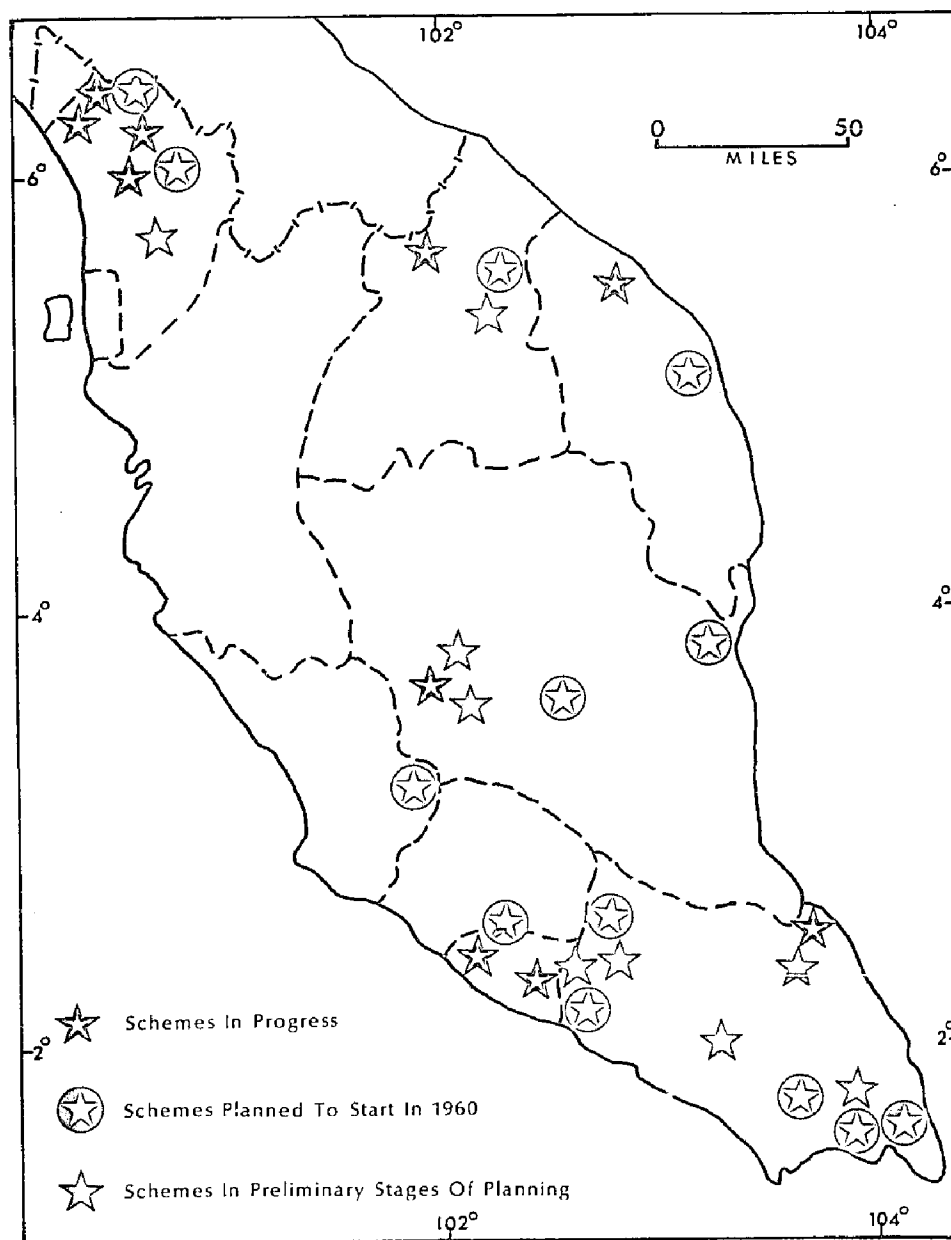 102° 104°
0 50
MILES
6° 6°
4° 4°
2° 2°
Schemes In Progress
Schemes Planned To Start In 1960
Schemes In Preliminary Stages Of Planning
102° 104°